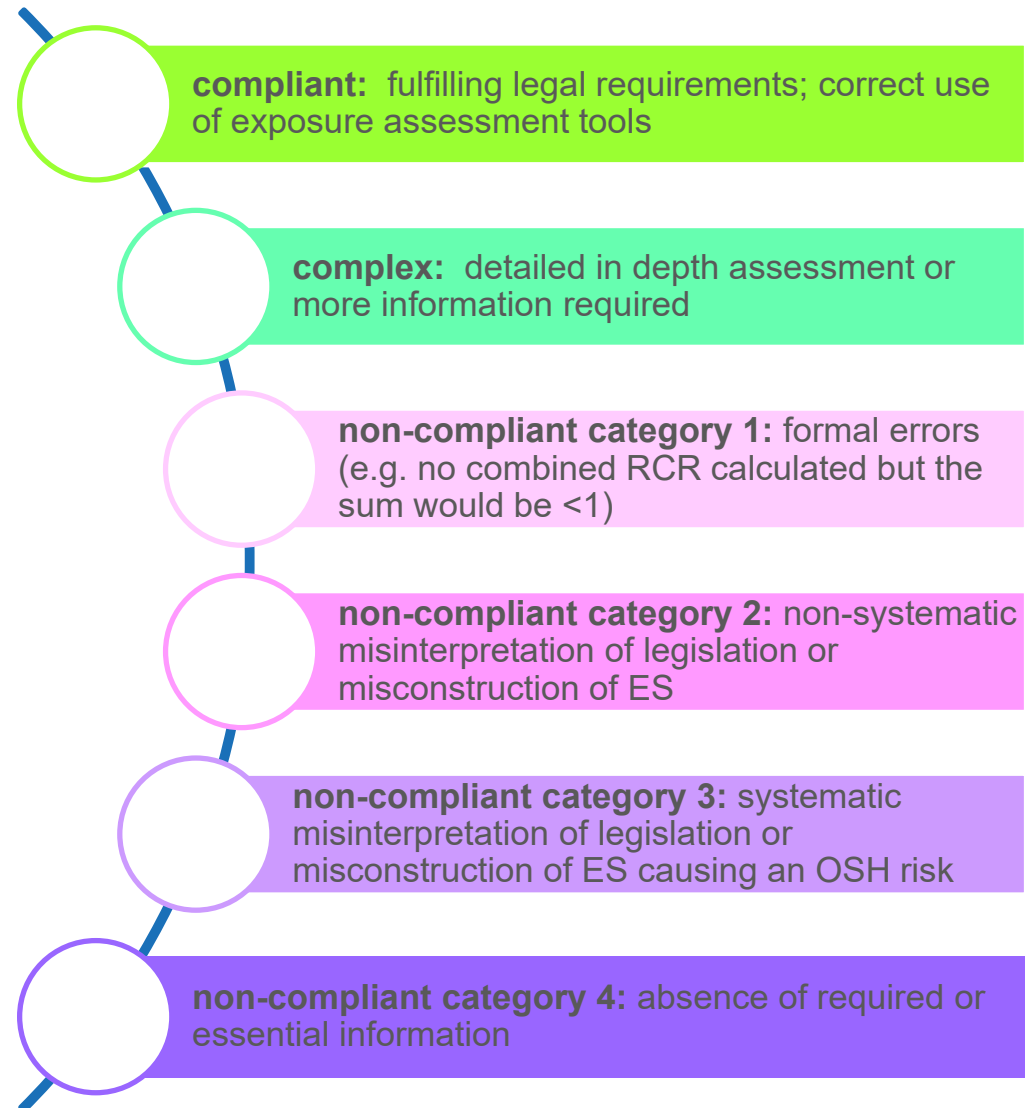 compliant: fulfilling legal requirements; correct use
of exposure assessment tools
complex: detailed in depth assessment or
more information required
non-compliant category 1: formal errors
(e.g. no combined RCR calculated but the
sum would be <1)
non-compliant category 2: non-systematic
misinterpretation of legislation or
misconstruction of ES
non-compliant category 3: systematic
misinterpretation of legislation or
misconstruction of ES causing an OSH risk
non-compliant category 4: absence of required or
essential information